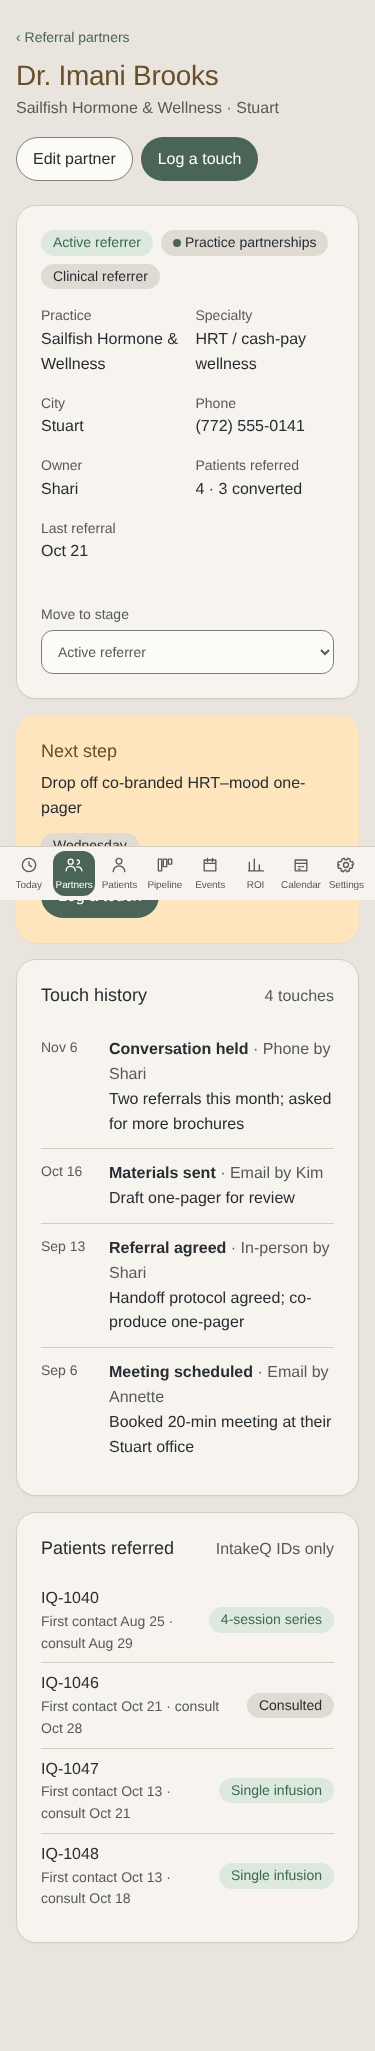 ‹ Referral partners
Dr. Imani Brooks
Sailfish Hormone & Wellness · Stuart
Edit partner
Log a touch
Active referrer
Practice partnerships
Clinical referrer
Practice
Specialty
Sailfish Hormone &
Wellness
HRT / cash-pay
wellness
City
Phone
Stuart
(772) 555-0141
Owner
Patients referred
Shari
4 · 3 converted
Last referral
Oct 21
Move to stage
Active referrer
Next step
Drop off co-branded HRT–mood one-
pager
Wednesday
Today
Partners
Patients
Pipeline
Events
ROI
Calendar
Settings
Log a touch
Touch history
4 touches
Nov 6
Conversation held · Phone by
Shari
Two referrals this month; asked
for more brochures
Oct 16
Materials sent · Email by Kim
Draft one-pager for review
Sep 13
Referral agreed · In-person by
Shari
Handoff protocol agreed; co-
produce one-pager
Sep 6
Meeting scheduled · Email by
Annette
Booked 20-min meeting at their
Stuart office
Patients referred
IntakeQ IDs only
IQ-1040
First contact Aug 25 ·
consult Aug 29
4-session series
IQ-1046
First contact Oct 21 · consult
Oct 28
Consulted
IQ-1047
First contact Oct 13 ·
consult Oct 21
Single infusion
IQ-1048
First contact Oct 13 ·
consult Oct 18
Single infusion